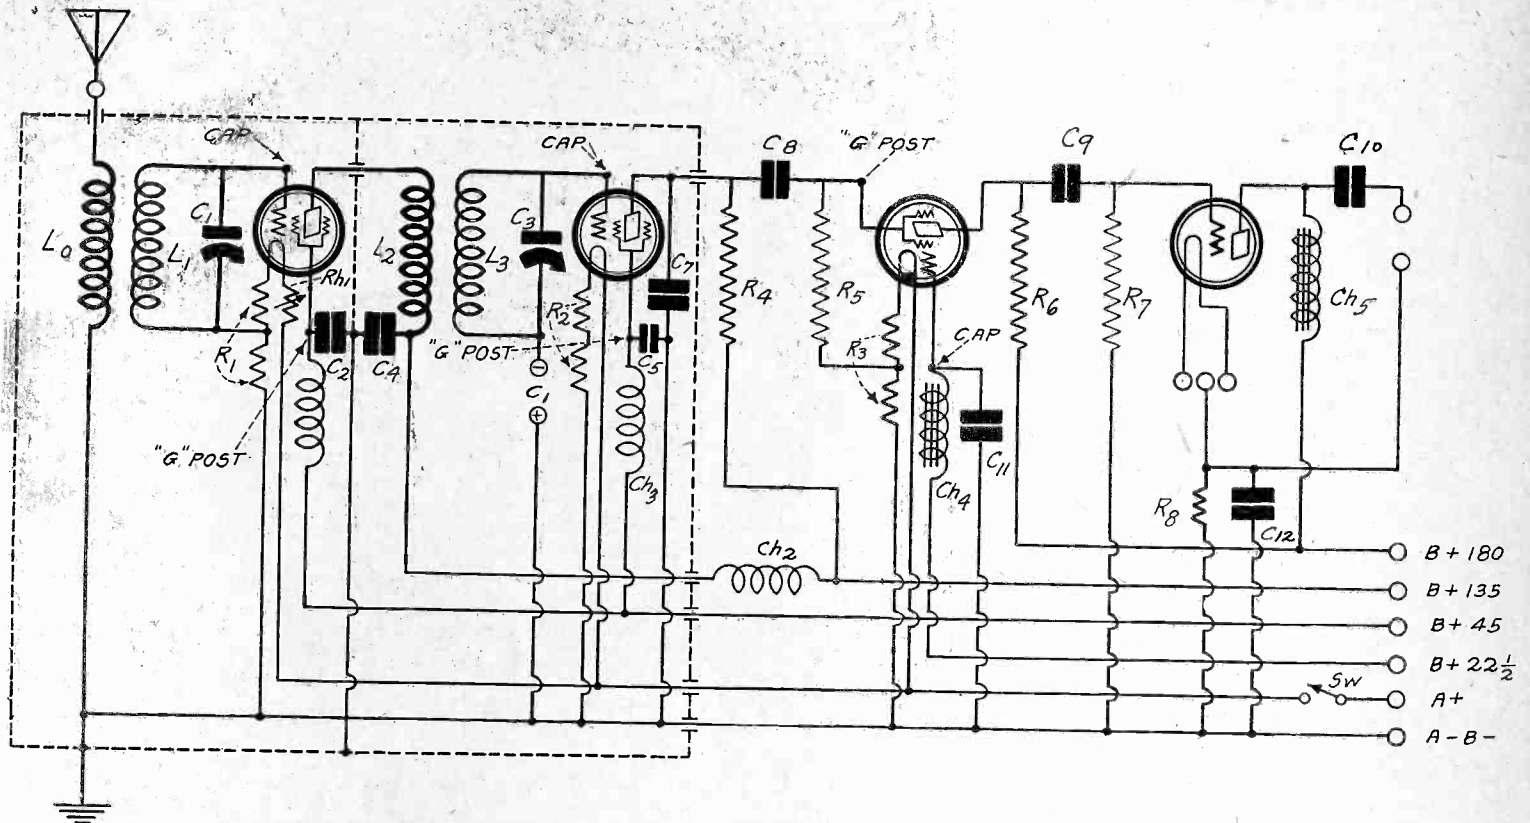 CAP
CAP
"G" POST
C8
C9
C10
L0
L1
C1
L2
L3
C3
Rh1
R1
C2
C4
R2
"G" POST
C5
C7
R4
R5
R3
CAP
R6
R7
Ch5
"G" POST
C1
Ch3
Ch4
C11
R8
C12
Ch2
B + 180
B + 135
B + 45
B + 22 1/2
SW
A +
A - B -